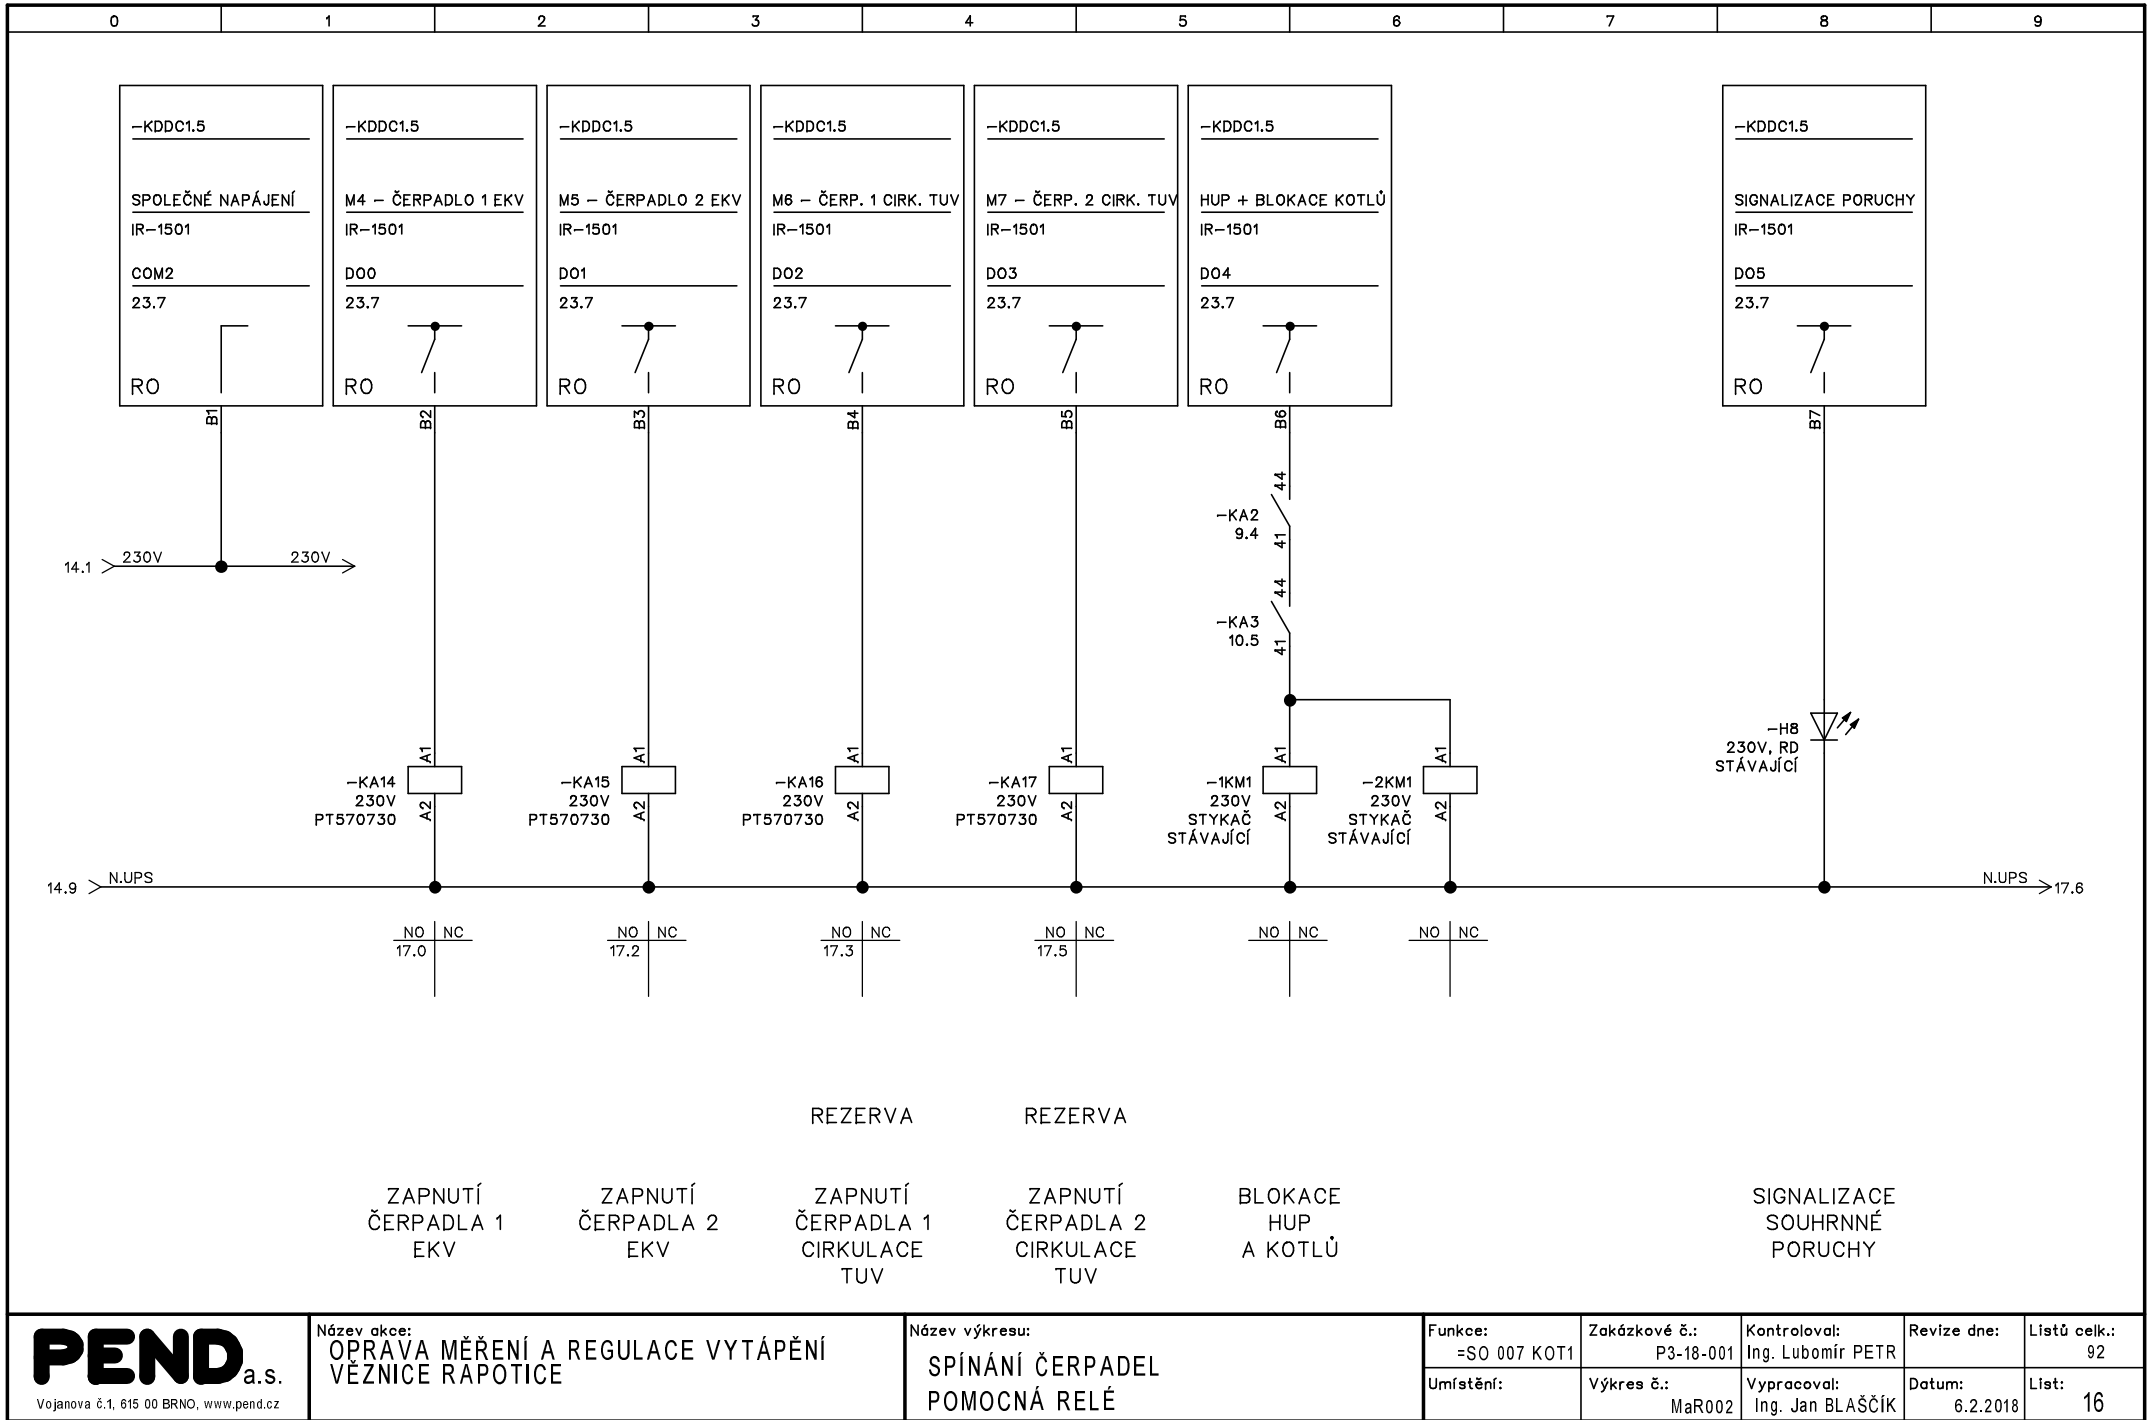 0 1 2 3 4 5 6 7 8 9
-KDDC1.5 -KDDC1.5 -KDDC1.5 -KDDC1.5 -KDDC1.5 -KDDC1.5 -KDDC1.5
SPOLEČNÉ NAPÁJENÍ M4 - ČERPADLO 1 EKV M5 - ČERPADLO 2 EKV M6 - ČERP. 1 CIRK. TUV M7 - ČERP. 2 CIRK. TUV HUP + BLOKACE KOTLŮ SIGNALIZACE PORUCHY
IR-1501 IR-1501 IR-1501 IR-1501 IR-1501 IR-1501 IR-1501
COM2 DO0 DO1 DO2 DO3 DO4 DO5
23.7 23.7 23.7 23.7 23.7 23.7 23.7
RO RO RO RO RO RO RO
B1 B2 B3 B4 B5 B6 B7
44
-KA2
9.4
41
14.1 230V 230V
44
-KA3
10.5
41
A1 A1 A1 A1 A1 A1
-H8
230V, RD
STÁVAJÍCÍ
-KA14 -KA15 -KA16 -KA17 -1KM1 -2KM1
230V 230V 230V 230V 230V 230V
PT570730 PT570730 PT570730 PT570730 STYKAČ STYKAČ
STÁVAJÍCÍ STÁVAJÍCÍ
A2 A2 A2 A2 A2 A2
14.9 N.UPS N.UPS 17.6
NO NC NO NC NO NC NO NC NO NC NO NC
17.0 17.2 17.3 17.5
REZERVA REZERVA
ZAPNUTÍ ZAPNUTÍ ZAPNUTÍ ZAPNUTÍ BLOKACE SIGNALIZACE
ČERPADLA 1 ČERPADLA 2 ČERPADLA 1 ČERPADLA 2 HUP SOUHRNNÉ
EKV EKV CIRKULACE CIRKULACE A KOTLŮ PORUCHY
TUV TUV
PEND a.s.
Vojanova č.1, 615 00 BRNO, www.pend.cz
Název akce:
OPRAVA MĚŘENÍ A REGULACE VYTÁPĚNÍ
VĚZNICE RAPOTICE
Název výkresu:
SPÍNÁNÍ ČERPADEL
POMOCNÁ RELÉ
Funkce:
=SO 007 KOT1
Umístění:
Zakázkové č.:
P3-18-001
Výkres č.:
MaR002
Kontroloval:
Ing. Lubomír PETR
Vypracoval:
Ing. Jan BLAŠČÍK
Revize dne:
Datum:
6.2.2018
Listů celk.:
92
List:
16